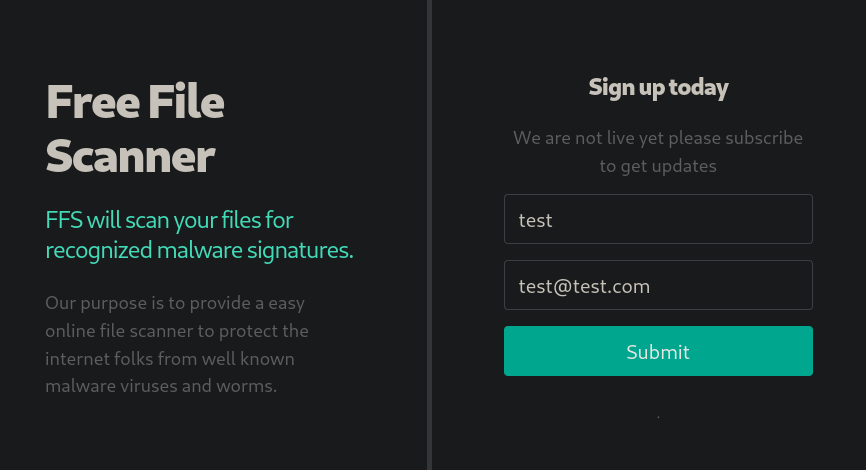 Free File
Scanner
FFS will scan your files for
recognized malware signatures.
Our purpose is to provide a easy
online file scanner to protect the
internet folks from well known
malware viruses and worms.
Sign up today
We are not live yet please subscribe
to get updates
test
test@test.com
Submit
.